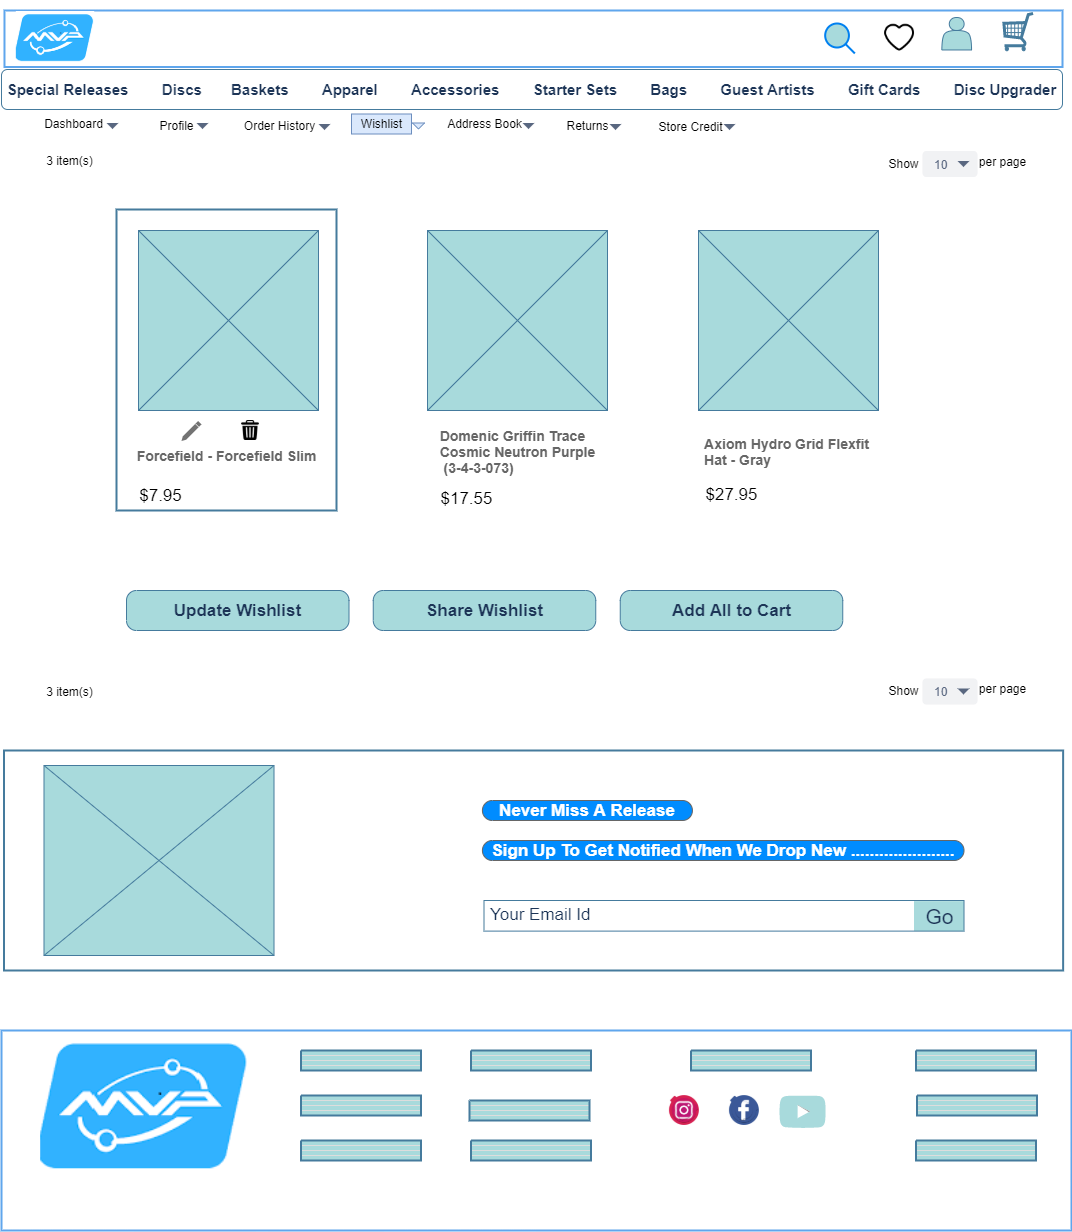 MVP
Special Releases Discs Baskets Apparel Accessories Starter Sets Bags Guest Artists Gift Cards Disc Upgrader
Dashboard Profile Order History Wishlist Address Book Returns Store Credit
3 item(s)
Show 10 per page
Forcefield - Forcefield Slim
$7.95
Domenic Griffin Trace
Cosmic Neutron Purple
(3-4-3-073)
$17.55
Axiom Hydro Grid Flexfit
Hat - Gray
$27.95
Update Wishlist Share Wishlist Add All to Cart
3 item(s)
Show 10 per page
Never Miss A Release
Sign Up To Get Notified When We Drop New ......................
Your Email Id Go
MVP